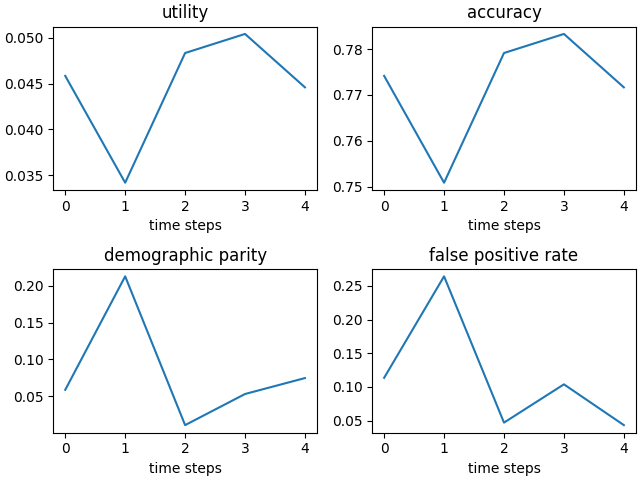 utility
0.050
0.045
0.040
0.035
0 1 2 3 4
time steps
accuracy
0.78
0.77
0.76
0.75
0 1 2 3 4
time steps
demographic parity
0.20
0.15
0.10
0.05
0 1 2 3 4
time steps
false positive rate
0.25
0.20
0.15
0.10
0.05
0 1 2 3 4
time steps